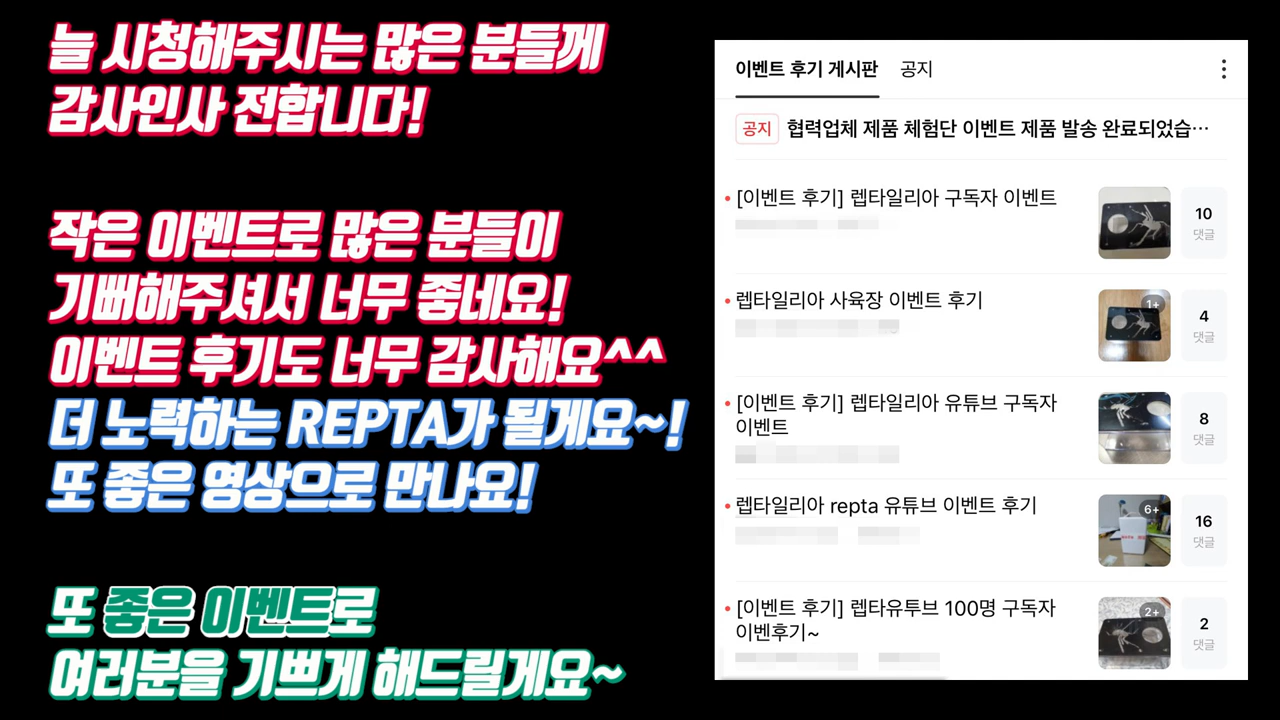 늘 시청해주시는 많은 분들께
감사인사 전합니다!
작은 이벤트로 많은 분들이
기뻐해주셔서 너무 좋네요!
이벤트 후기도 너무 감사해요^^
더 노력하는 REPTA가 될게요~!
또 좋은 영상으로 만나요!
또 좋은 이벤트로
여러분을 기쁘게 해드릴게요~
이벤트 후기 게시판 공지
공지 협력업체 제품 체험단 이벤트 제품 발송 완료되었습…
[이벤트 후기] 렙타일리아 구독자 이벤트
10
댓글
렙타일리아 사육장 이벤트 후기
1+
4
댓글
[이벤트 후기] 렙타일리아 유튜브 구독자
이벤트
8
댓글
렙타일리아 repta 유튜브 이벤트 후기
6+
16
댓글
[이벤트 후기] 렙타유투브 100명 구독자
이벤후기~
2+
2
댓글